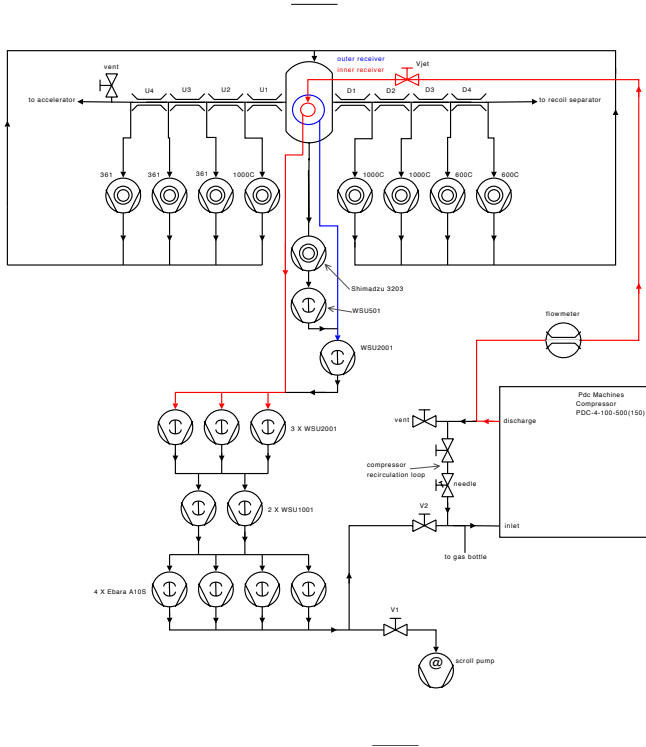 outer receiver
inner receiver
Vjet
vent
to accelerator
U4
U3
U2
U1
D1
D2
D3
D4
to recoil separator
361
361
361
1000C
1000C
1000C
600C
600C
Shimadzu 3203
WSU501
WSU2001
flowmeter
Pdc Machines
Compressor
PDC-4-100-500(150)
discharge
vent
3 X WSU2001
compressor
recirculation loop
needle
2 X WSU1001
V2
inlet
to gas bottle
4 X Ebara A10S
V1
@
scroll pump